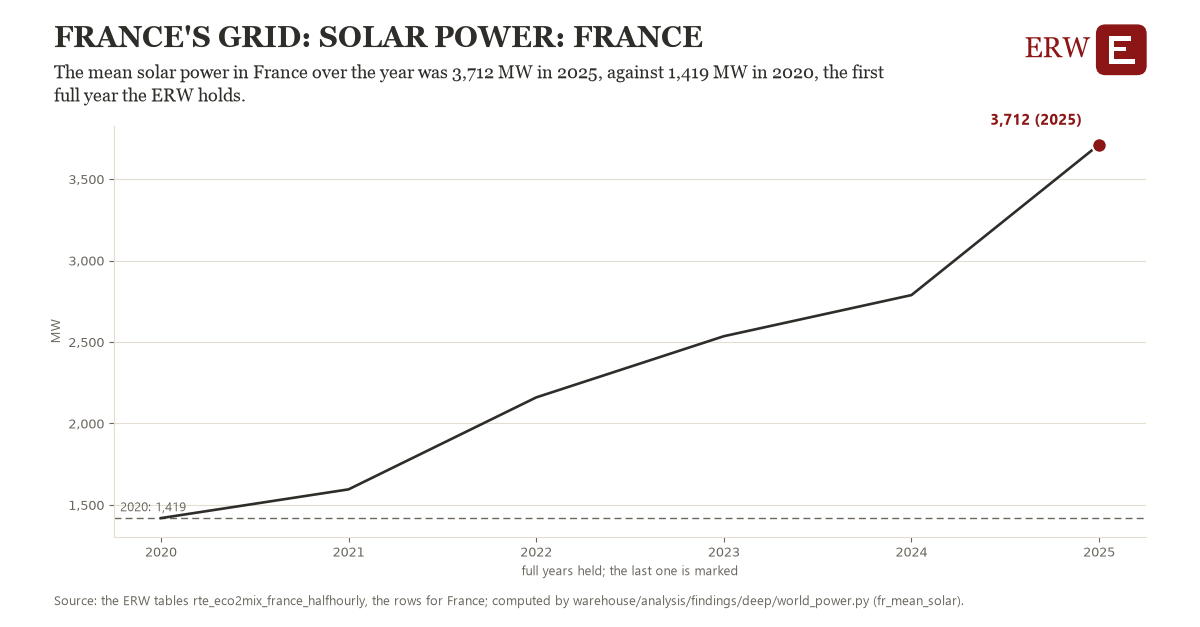 FRANCE'S GRID: SOLAR POWER: FRANCE
ERW E
The mean solar power in France over the year was 3,712 MW in 2025, against 1,419 MW in 2020, the first
full year the ERW holds.
3,712 (2025)
3,500
3,000
MW
2,500
2,000
1,500
2020: 1,419
2020 2021 2022 2023 2024 2025
full years held; the last one is marked
Source: the ERW tables rte_eco2mix_france_halfhourly, the rows for France; computed by warehouse/analysis/findings/deep/world_power.py (fr_mean_solar).